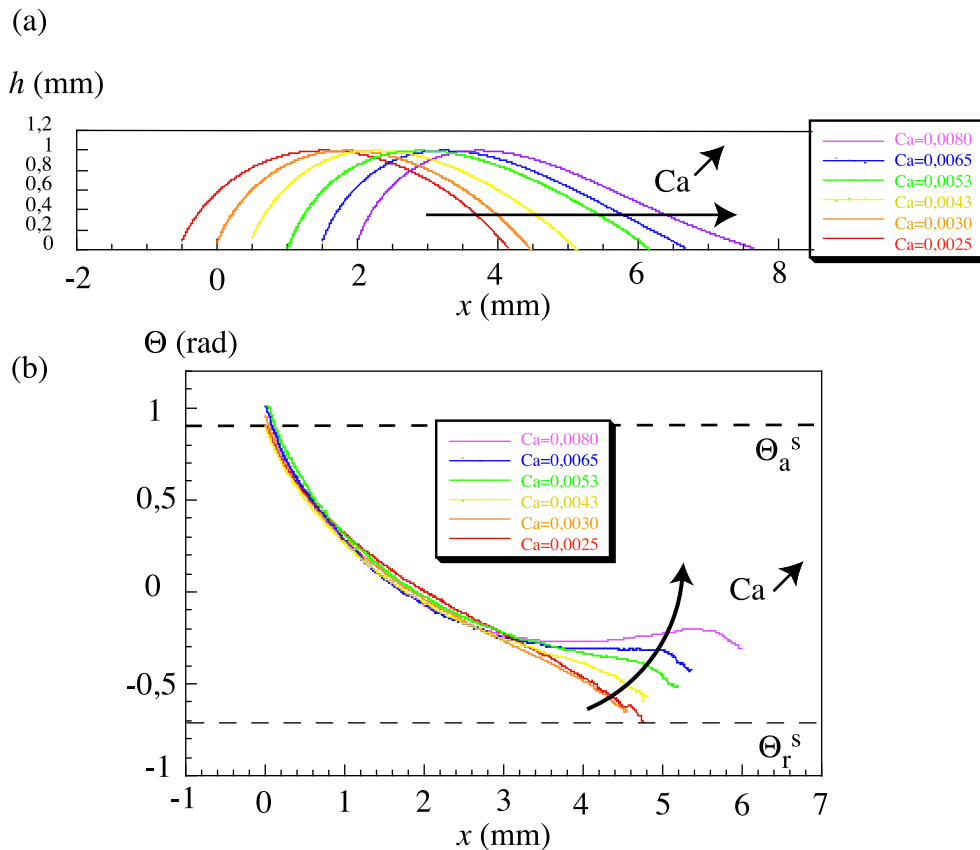 (a)
h (mm)
1,2
1
0,8
0,6
0,4
0,2
0
-2 0 2 4 6 8
x (mm)
Ca
Ca=0,0080
Ca=0,0065
Ca=0,0053
Ca=0,0043
Ca=0,0030
Ca=0,0025
(b)
Θ (rad)
1
0,5
0
-0,5
-1
-1 0 1 2 3 4 5 6 7
x (mm)
Ca=0,0080
Ca=0,0065
Ca=0,0053
Ca=0,0043
Ca=0,0030
Ca=0,0025
Θa^s
Ca
Θr^s